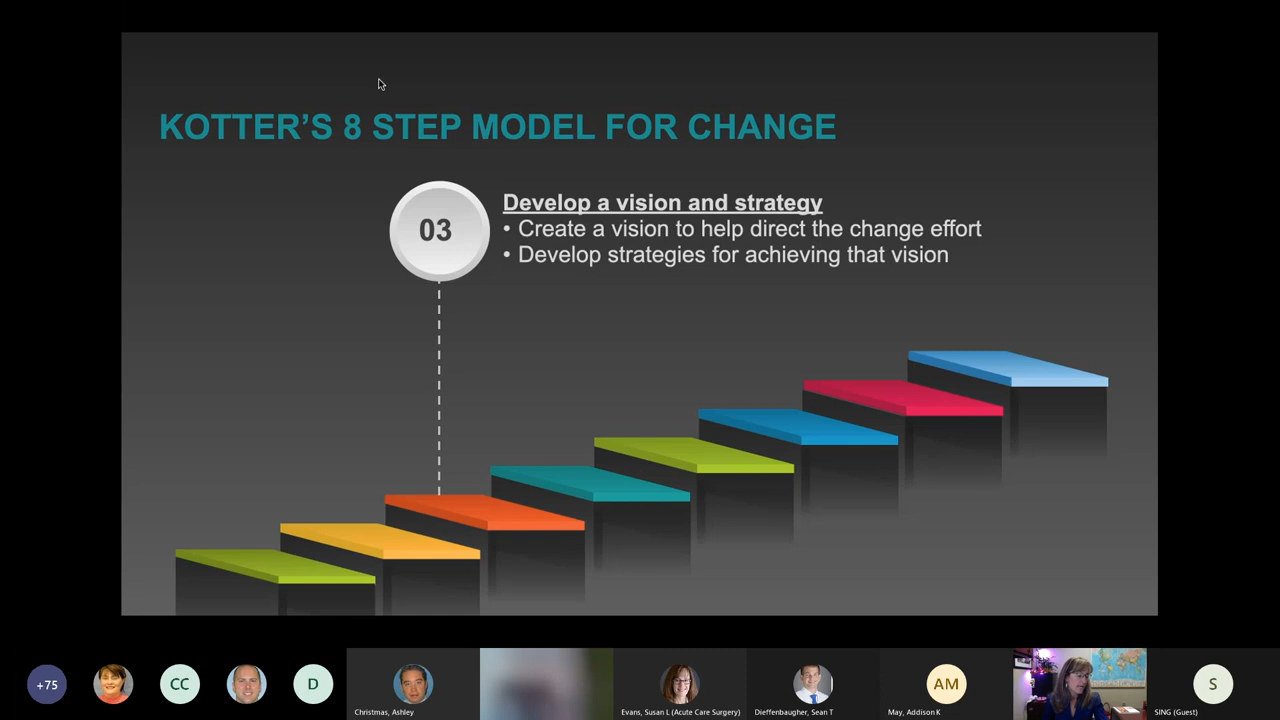 KOTTER'S 8 STEP MODEL FOR CHANGE
03
Develop a vision and strategy
• Create a vision to help direct the change effort
• Develop strategies for achieving that vision
+75
CC
D
AM
S
Christmas, Ashley
Evans, Susan L (Acute Care Surgery)
Dieffenbaugher, Sean T
May, Addison K
SING (Guest)